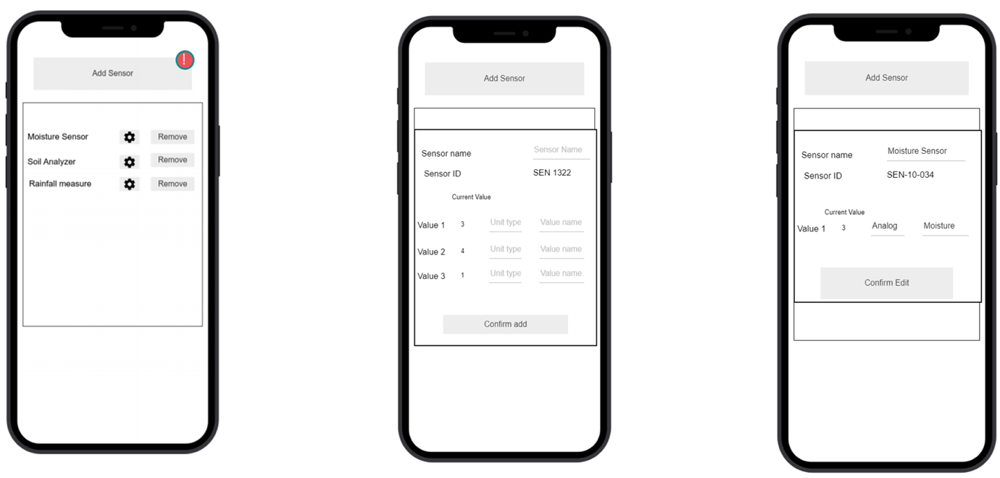 !
Add Sensor
Moisture Sensor Remove
Soil Analyzer Remove
Rainfall measure Remove
Add Sensor
Sensor name Sensor Name
Sensor ID SEN 1322
Current Value
Value 1 3 Unit type Value name
Value 2 4 Unit type Value name
Value 3 1 Unit type Value name
Confirm add
Add Sensor
Sensor name Moisture Sensor
Sensor ID SEN-10-034
Current Value
Value 1 3 Analog Moisture
Confirm Edit